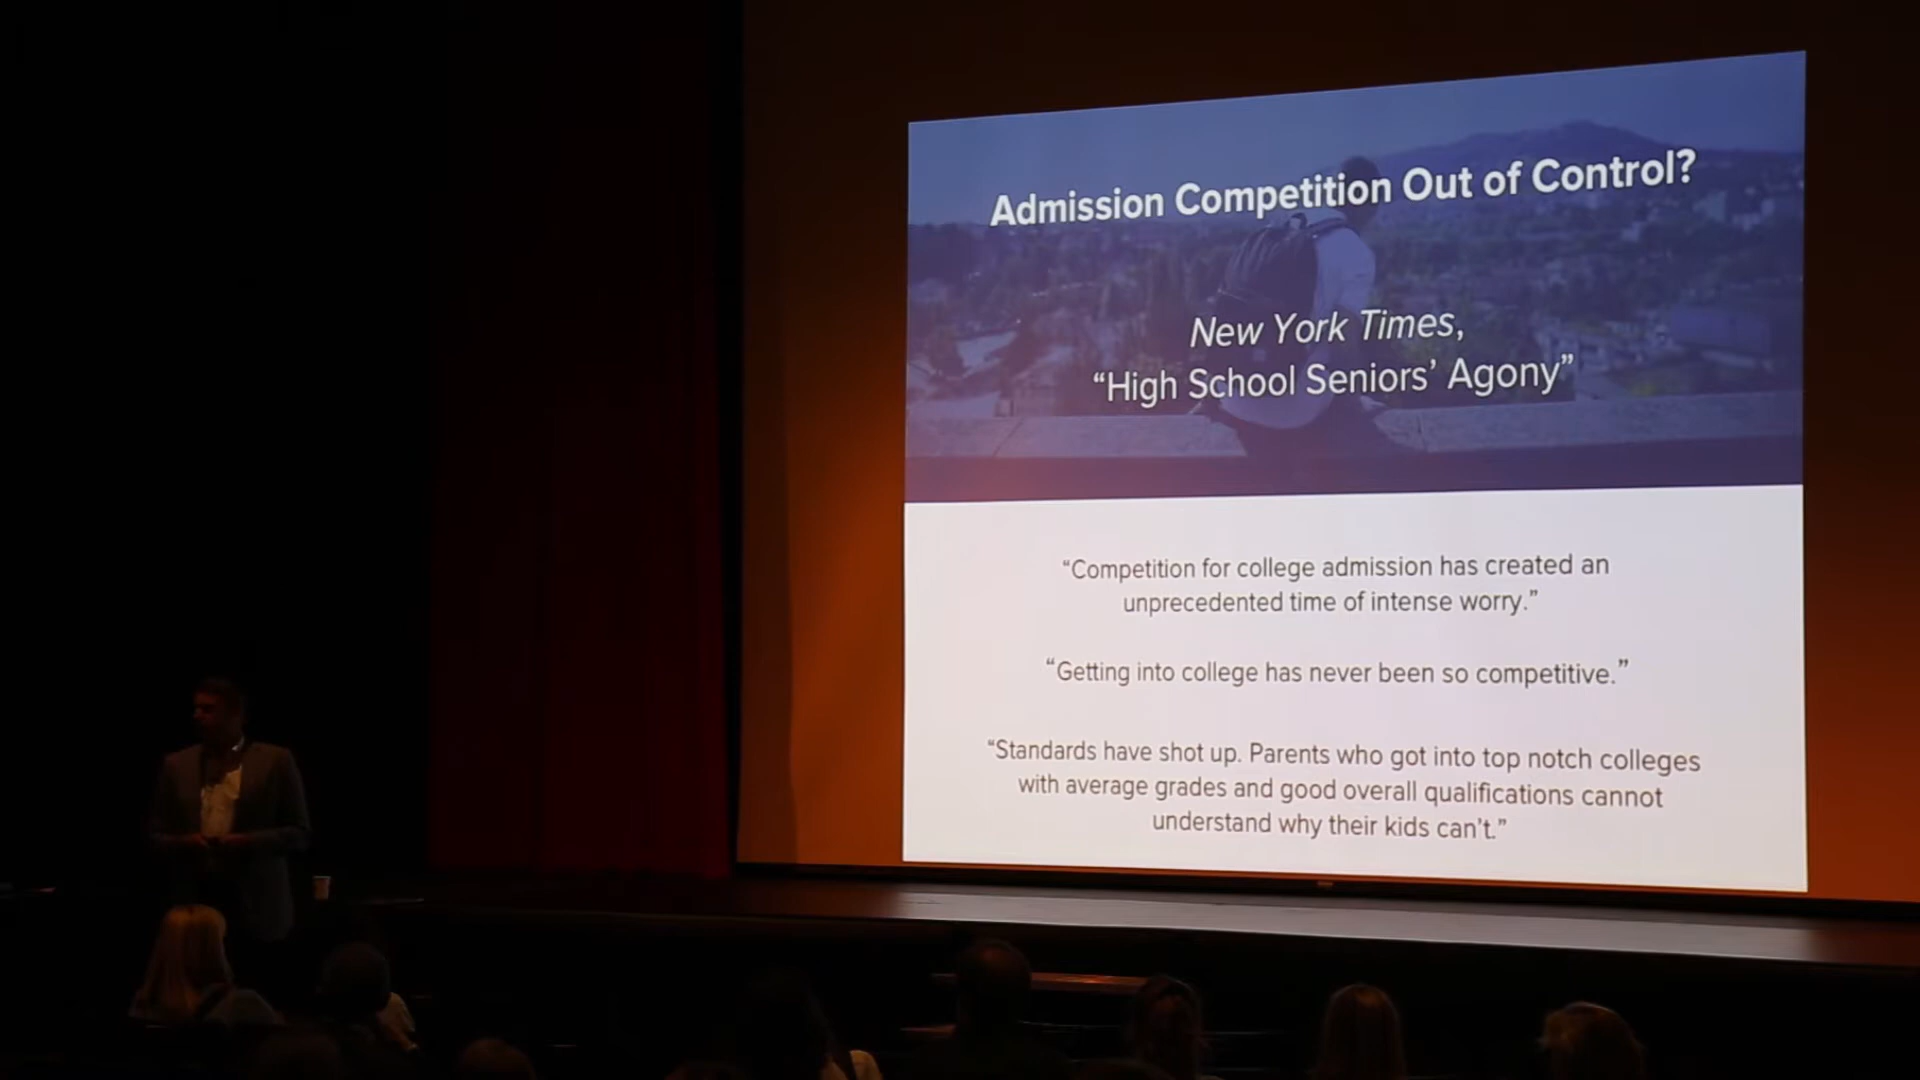 Admission Competition Out of Control?
New York Times,
“High School Seniors’ Agony”
“Competition for college admission has created an
unprecedented time of intense worry.”
“Getting into college has never been so competitive.”
“Standards have shot up. Parents who got into top notch colleges
with average grades and good overall qualifications cannot
understand why their kids can’t.”